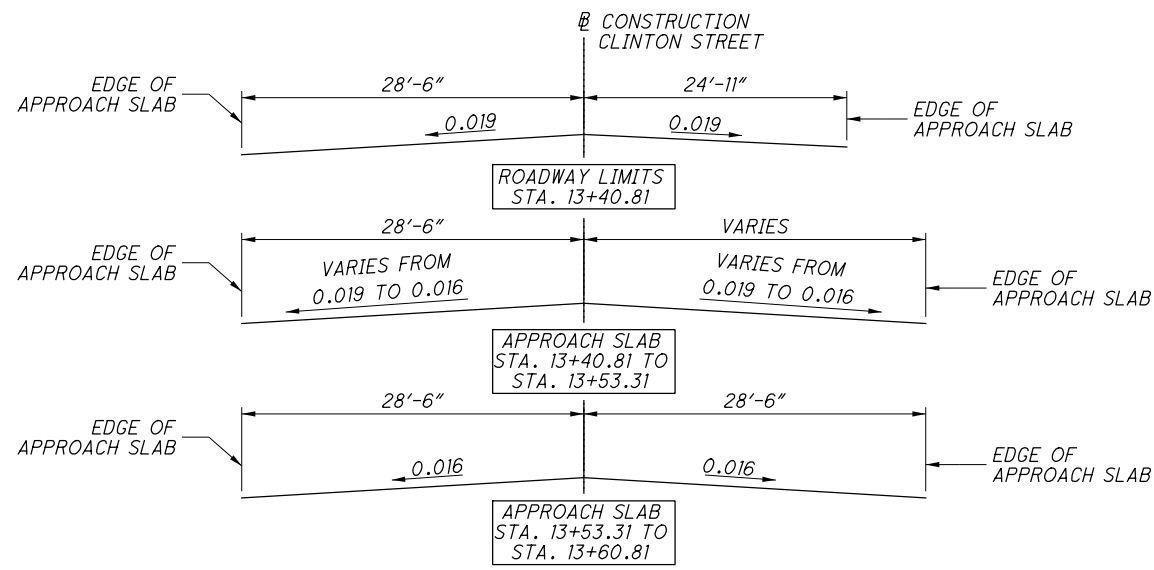 ℄ CONSTRUCTION
CLINTON STREET
28'-6"
24'-11"
EDGE OF
APPROACH SLAB
EDGE OF
APPROACH SLAB
0.019
0.019
ROADWAY LIMITS
STA. 13+40.81
28'-6"
VARIES
EDGE OF
APPROACH SLAB
VARIES FROM
0.019 TO 0.016
VARIES FROM
0.019 TO 0.016
EDGE OF
APPROACH SLAB
APPROACH SLAB
STA. 13+40.81 TO
STA. 13+53.31
28'-6"
28'-6"
EDGE OF
APPROACH SLAB
0.016
0.016
EDGE OF
APPROACH SLAB
APPROACH SLAB
STA. 13+53.31 TO
STA. 13+60.81